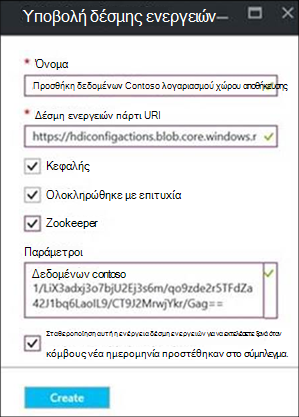 Υποβολή δέσμης ενεργειών
* Όνομα
Προσθήκη δεδομένων Contoso λογαριασμού χώρου αποθήκευσης
* Δέσμη ενεργειών πάρτι URI
https://hdiconfigactions.blob.core.windows.r
Κεφαλής
Ολοκληρώθηκε με επιτυχία
Zookeeper
Παράμετροι
Δεδομένων contoso
1/LiX3adxj3o7bjU2Ej3s6m/qo9zde2r5TFdZa
42J1bq6LaolL9/CT9J2MrwjYkr/Gag==
Σταθεροποίηση αυτή η ενέργεια δέσμη ενεργειών για να εκτελέσετε ξανά όταν
κόμβους νέα ημερομηνία προστέθηκαν στο σύμπλεγμα.
Create